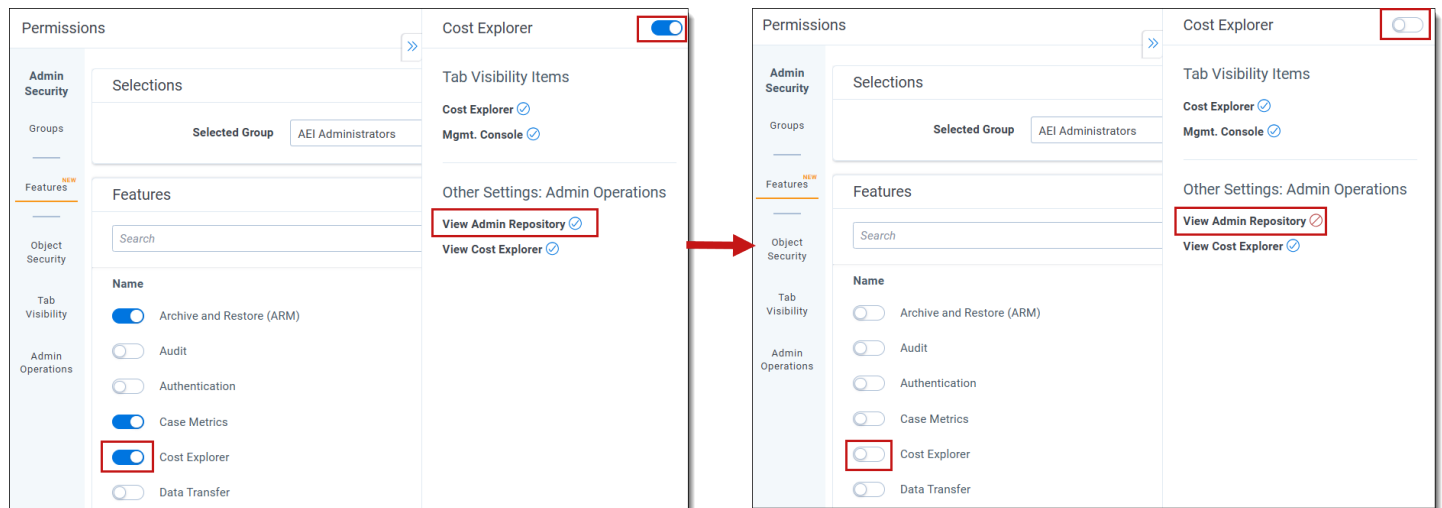 Permissions
Admin
Security
Groups
NEW
Features
Object
Security
Tab
Visibility
Admin
Operations
Selections
Selected Group AEI Administrators
Features
Search
Name
Archive and Restore (ARM)
Audit
Authentication
Case Metrics
Cost Explorer
Data Transfer
Cost Explorer
Tab Visibility Items
Cost Explorer
Mgmt. Console
Other Settings: Admin Operations
View Admin Repository
View Cost Explorer
Permissions
Admin
Security
Groups
NEW
Features
Object
Security
Tab
Visibility
Admin
Operations
Selections
Selected Group AEI Administrators
Features
Search
Name
Archive and Restore (ARM)
Audit
Authentication
Case Metrics
Cost Explorer
Data Transfer
Cost Explorer
Tab Visibility Items
Cost Explorer
Mgmt. Console
Other Settings: Admin Operations
View Admin Repository
View Cost Explorer